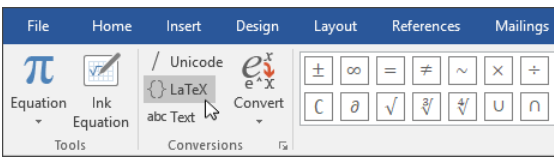 File Home Insert Design Layout References Mailings
π Equation
Ink Equation
/ Unicode
{} LaTeX
abc Text
e^x Convert
± ∞ = ≠ ~ × ÷
∁ ∂ √ ∛ ∜ ∪ ∩
Tools Conversions